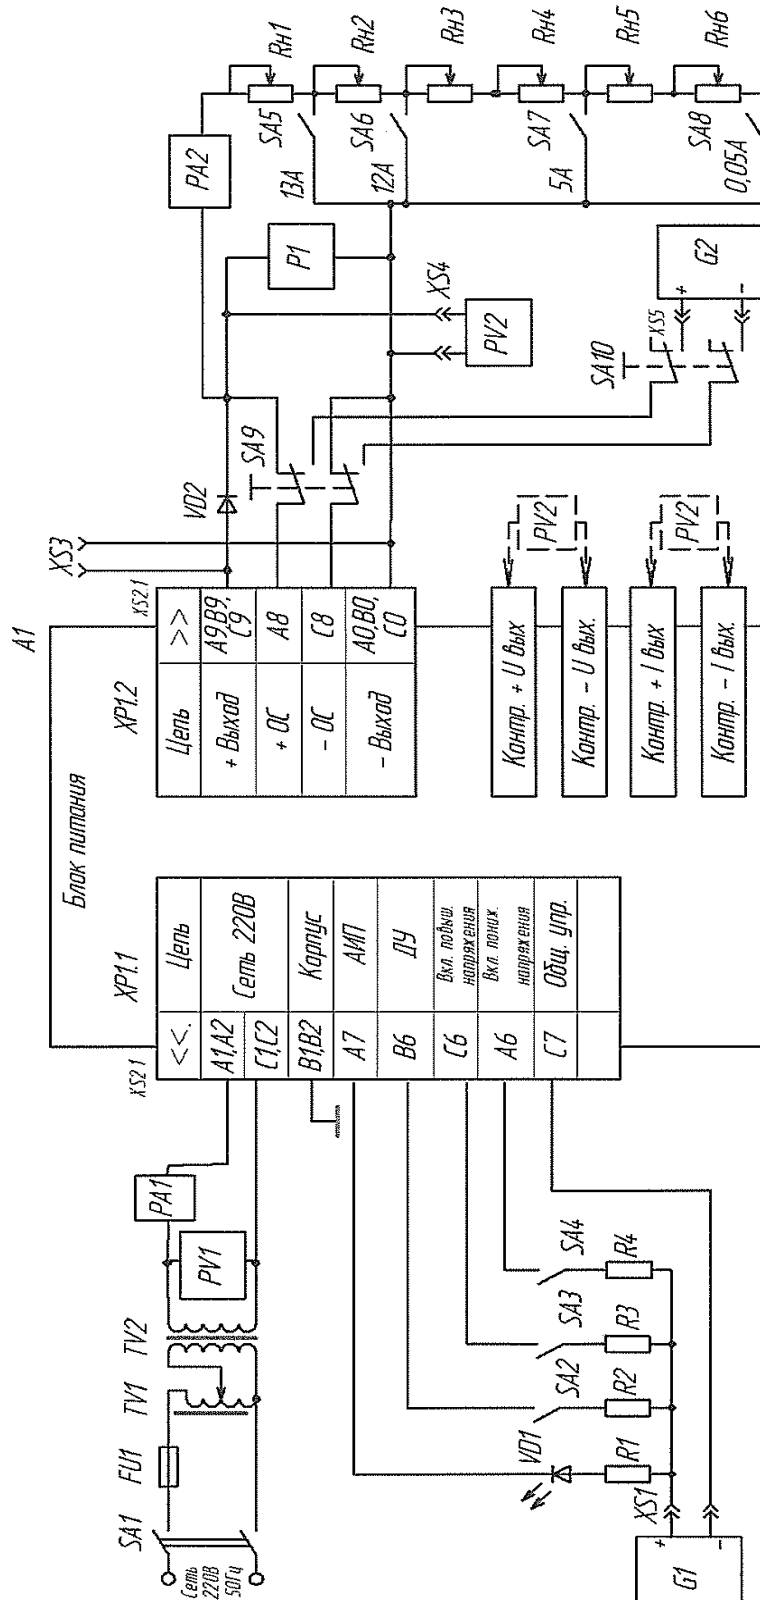 A1
Блок питания
Сеть
220В
50Гц
SA1
FU1
TV1
TV2
PV1
PA1
XS2.1
XP1.1
<<.
Цепь
A1,A2
C1,C2
Сеть 220В
B1,B2
Корпус
A7
АИП
B6
ДУ
C6
Вкл. повыш.
напряжения
A6
Вкл. пониж.
напряжения
C7
Общ. упр.
VD1
SA2
SA3
SA4
R1
R2
R3
R4
XS1
+
-
G1
XP1.2
XS2.1
Цепь
>>
+ Выход
A9,B9,
C9
+ ОС
A8
- ОС
C8
- Выход
A0,B0,
C0
XS3
VD2
SA9
PA2
P1
XS4
PV2
SA10
XS5
+
-
G2
Контр. + U вых
Контр. - U вых.
PV2
Контр. + I вых
Контр. - I вых.
PV2
Rн1
Rн2
Rн3
Rн4
Rн5
Rн6
SA5
SA6
SA7
SA8
13A
12A
5A
0,05A